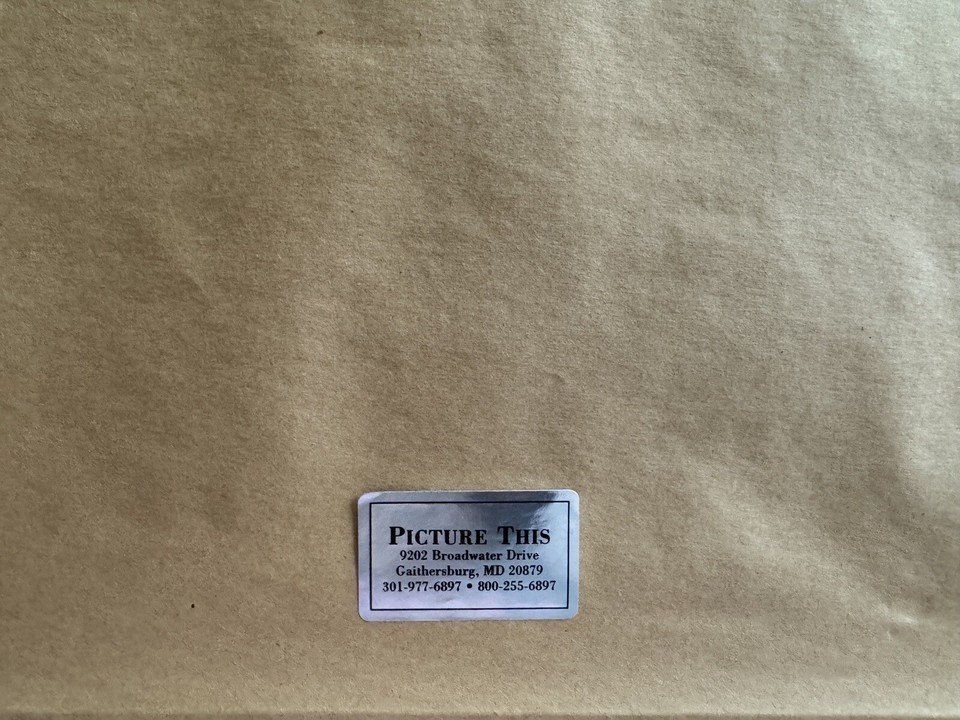 PICTURE THIS
9202 Broadwater Drive
Gaithersburg, MD 20879
301-977-6897 • 800-255-6897